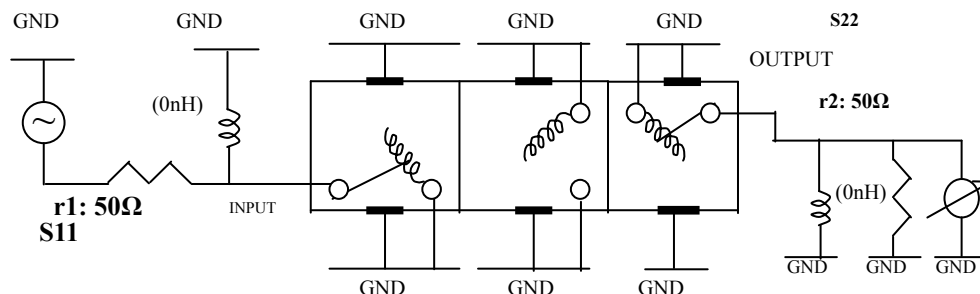 GND
GND
GND
GND
GND
S22
OUTPUT
(0nH)
r2: 50Ω
r1: 50Ω
INPUT
(0nH)
S11
GND
GND
GND
GND
GND
GND